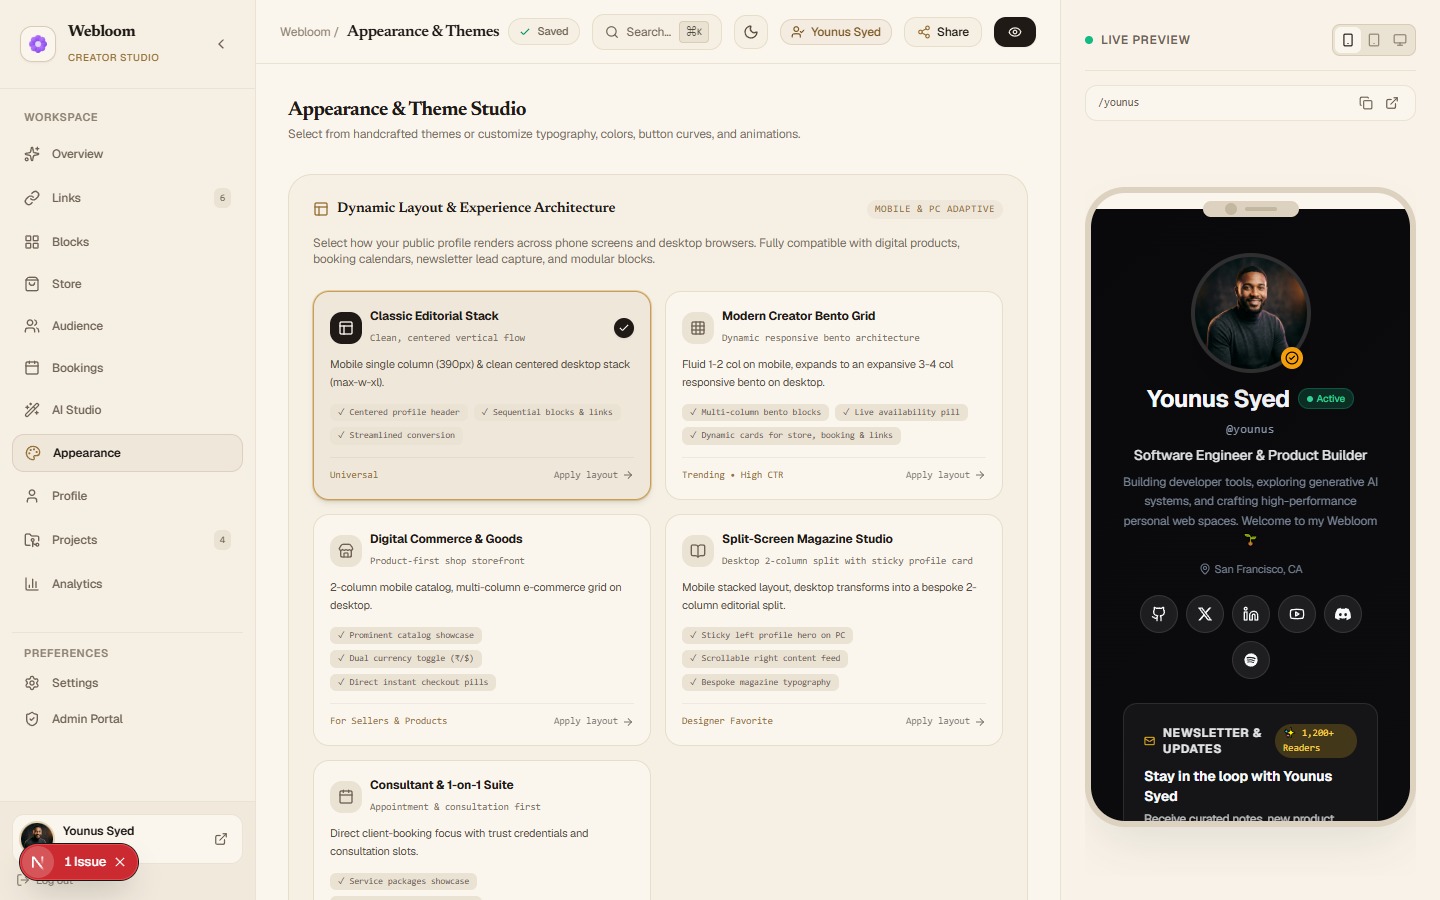 Webloom
CREATOR STUDIO
WORKSPACE
Overview
Links 6
Blocks
Store
Audience
Bookings
AI Studio
Appearance
Profile
Projects 4
Analytics
PREFERENCES
Settings
Admin Portal
Younus Syed
1 Issue
Log out
Webloom / Appearance & Themes
Saved
Search... ⌘K
Younus Syed
Share
Appearance & Theme Studio
Select from handcrafted themes or customize typography, colors, button curves, and animations.
Dynamic Layout & Experience Architecture
MOBILE & PC ADAPTIVE
Select how your public profile renders across phone screens and desktop browsers. Fully compatible with digital products,
booking calendars, newsletter lead capture, and modular blocks.
Classic Editorial Stack
Clean, centered vertical flow
Mobile single column (390px) & clean centered desktop stack
(max-w-xl).
✓ Centered profile header ✓ Sequential blocks & links
✓ Streamlined conversion
Universal Apply layout →
Modern Creator Bento Grid
Dynamic responsive bento architecture
Fluid 1-2 col on mobile, expands to an expansive 3-4 col
responsive bento on desktop.
✓ Multi-column bento blocks ✓ Live availability pill
✓ Dynamic cards for store, booking & links
Trending • High CTR Apply layout →
Digital Commerce & Goods
Product-first shop storefront
2-column mobile catalog, multi-column e-commerce grid on
desktop.
✓ Prominent catalog showcase
✓ Dual currency toggle (₹/$)
✓ Direct instant checkout pills
For Sellers & Products Apply layout →
Split-Screen Magazine Studio
Desktop 2-column split with sticky profile card
Mobile stacked layout, desktop transforms into a bespoke 2-
column editorial split.
✓ Sticky left profile hero on PC
✓ Scrollable right content feed
✓ Bespoke magazine typography
Designer Favorite Apply layout →
Consultant & 1-on-1 Suite
Appointment & consultation first
Direct client-booking focus with trust credentials and
consultation slots.
✓ Service packages showcase
LIVE PREVIEW
/younus
Younus Syed Active
@younus
Software Engineer & Product Builder
Building developer tools, exploring generative AI
systems, and crafting high-performance
personal web spaces. Welcome to my Webloom
🌱
San Francisco, CA
NEWSLETTER &
UPDATES
✨ 1,200+
Readers
Stay in the loop with Younus
Syed
Receive curated notes, new product